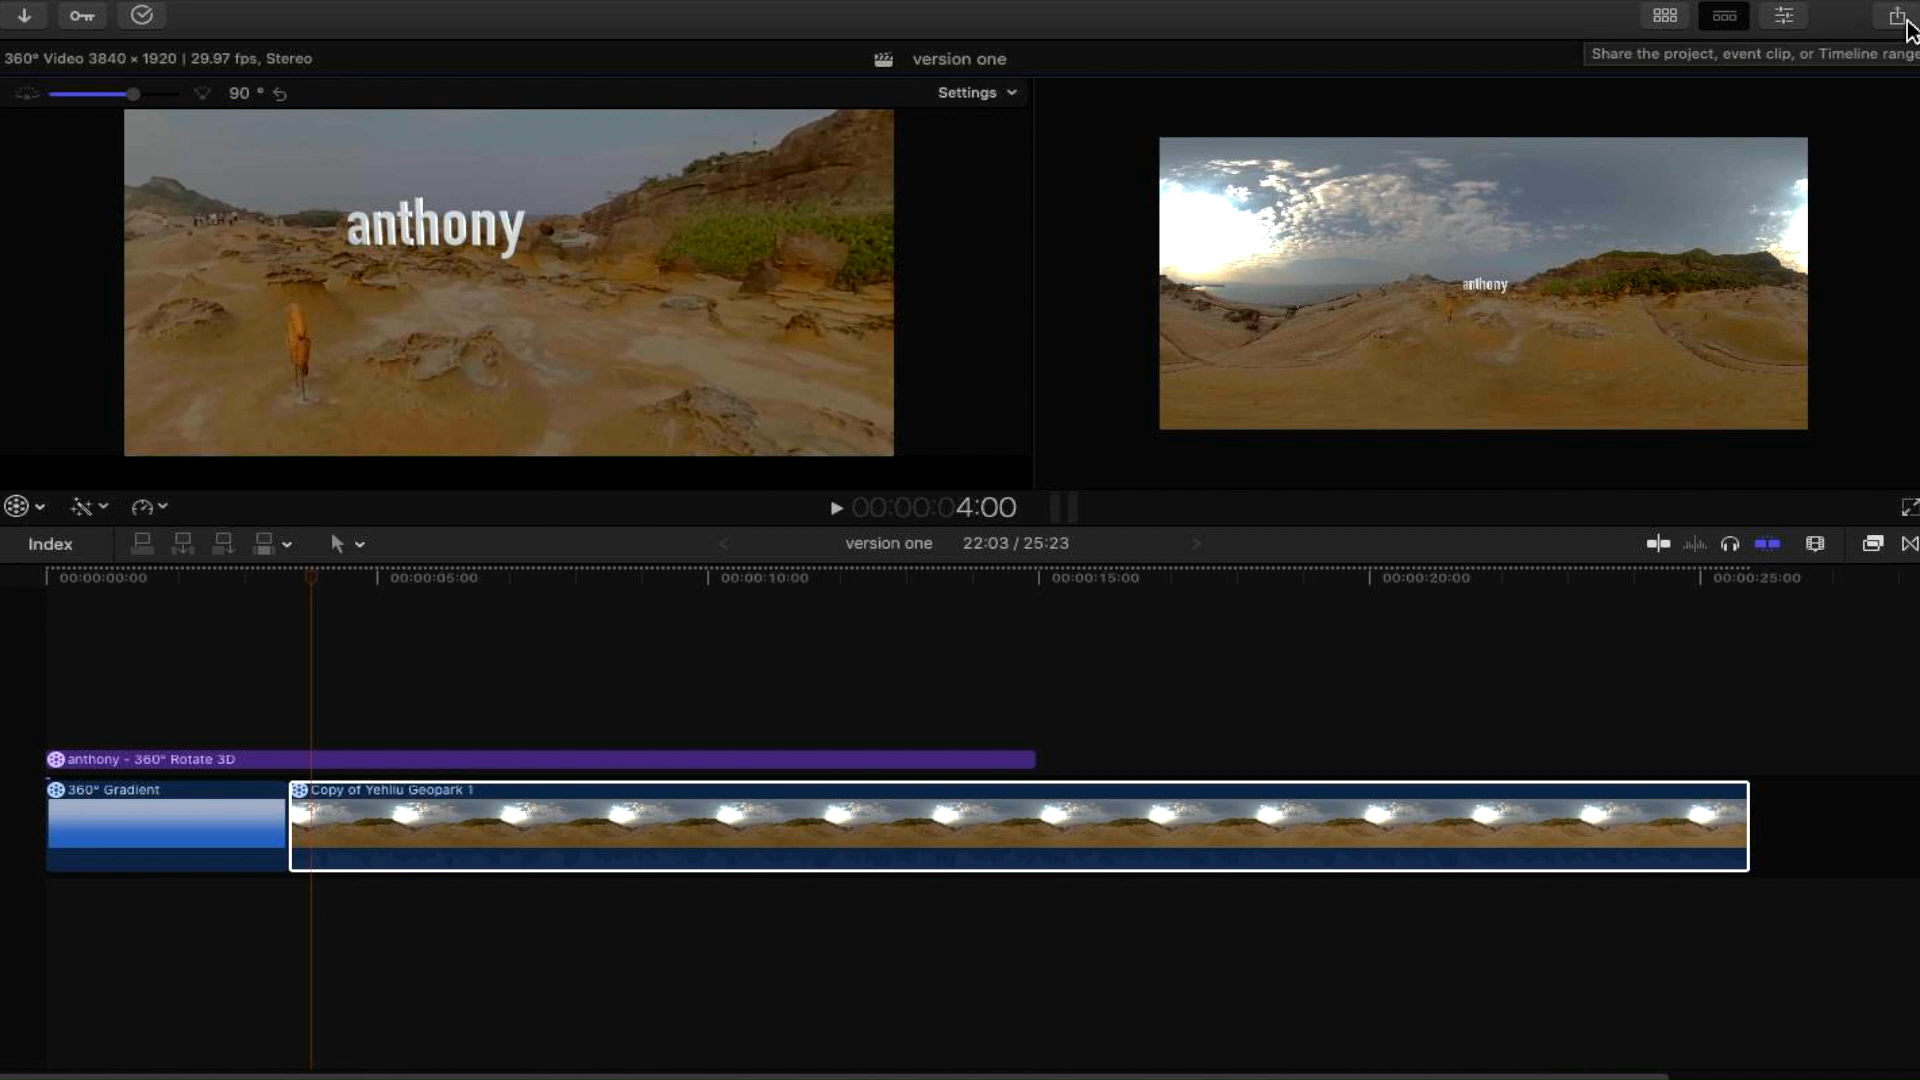 360° Video 3840 × 1920 | 29.97 fps, Stereo
version one
Share the project, event clip, or Timeline range
90 °
Settings
anthony
anthony
00:00:04:00
Index
version one
22:03 / 25:23
00:00:00:00
00:00:05:00
00:00:10:00
00:00:15:00
00:00:20:00
00:00:25:00
anthony - 360° Rotate 3D
360° Gradient
Copy of Yehliu Geopark 1